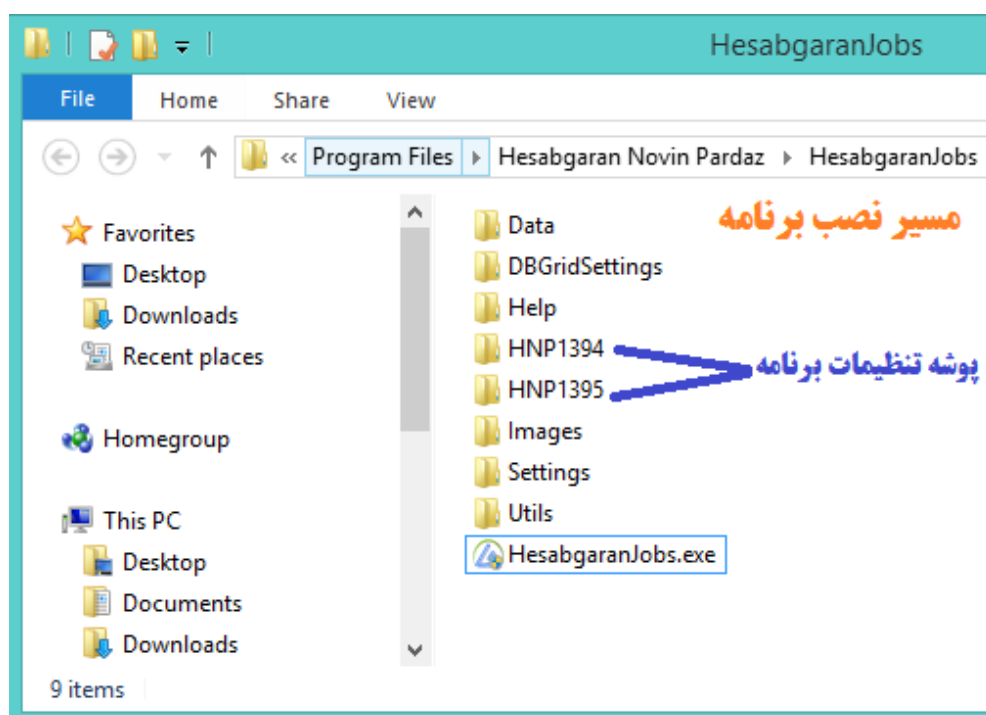 HesabgaranJobs
File Home Share View
« Program Files Hesabgaran Novin Pardaz HesabgaranJobs
Favorites
Desktop
Downloads
Recent places
Homegroup
This PC
Desktop
Documents
Downloads
مسیر نصب برنامه
Data
DBGridSettings
Help
HNP1394
HNP1395
پوشه تنظیمات برنامه
Images
Settings
Utils
HesabgaranJobs.exe
9 items